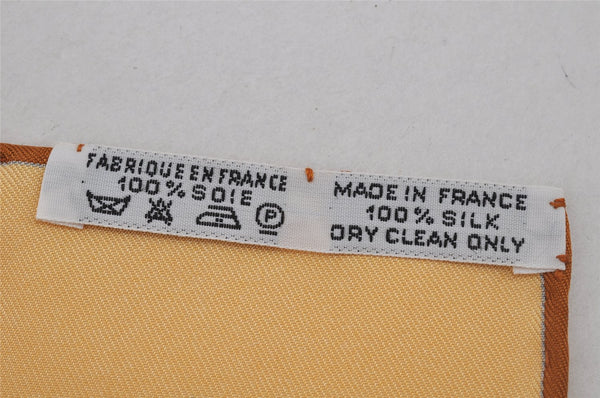 FABRIQUE EN FRANCE
100% SOIE
P
MADE IN FRANCE
100% SILK
DRY CLEAN ONLY